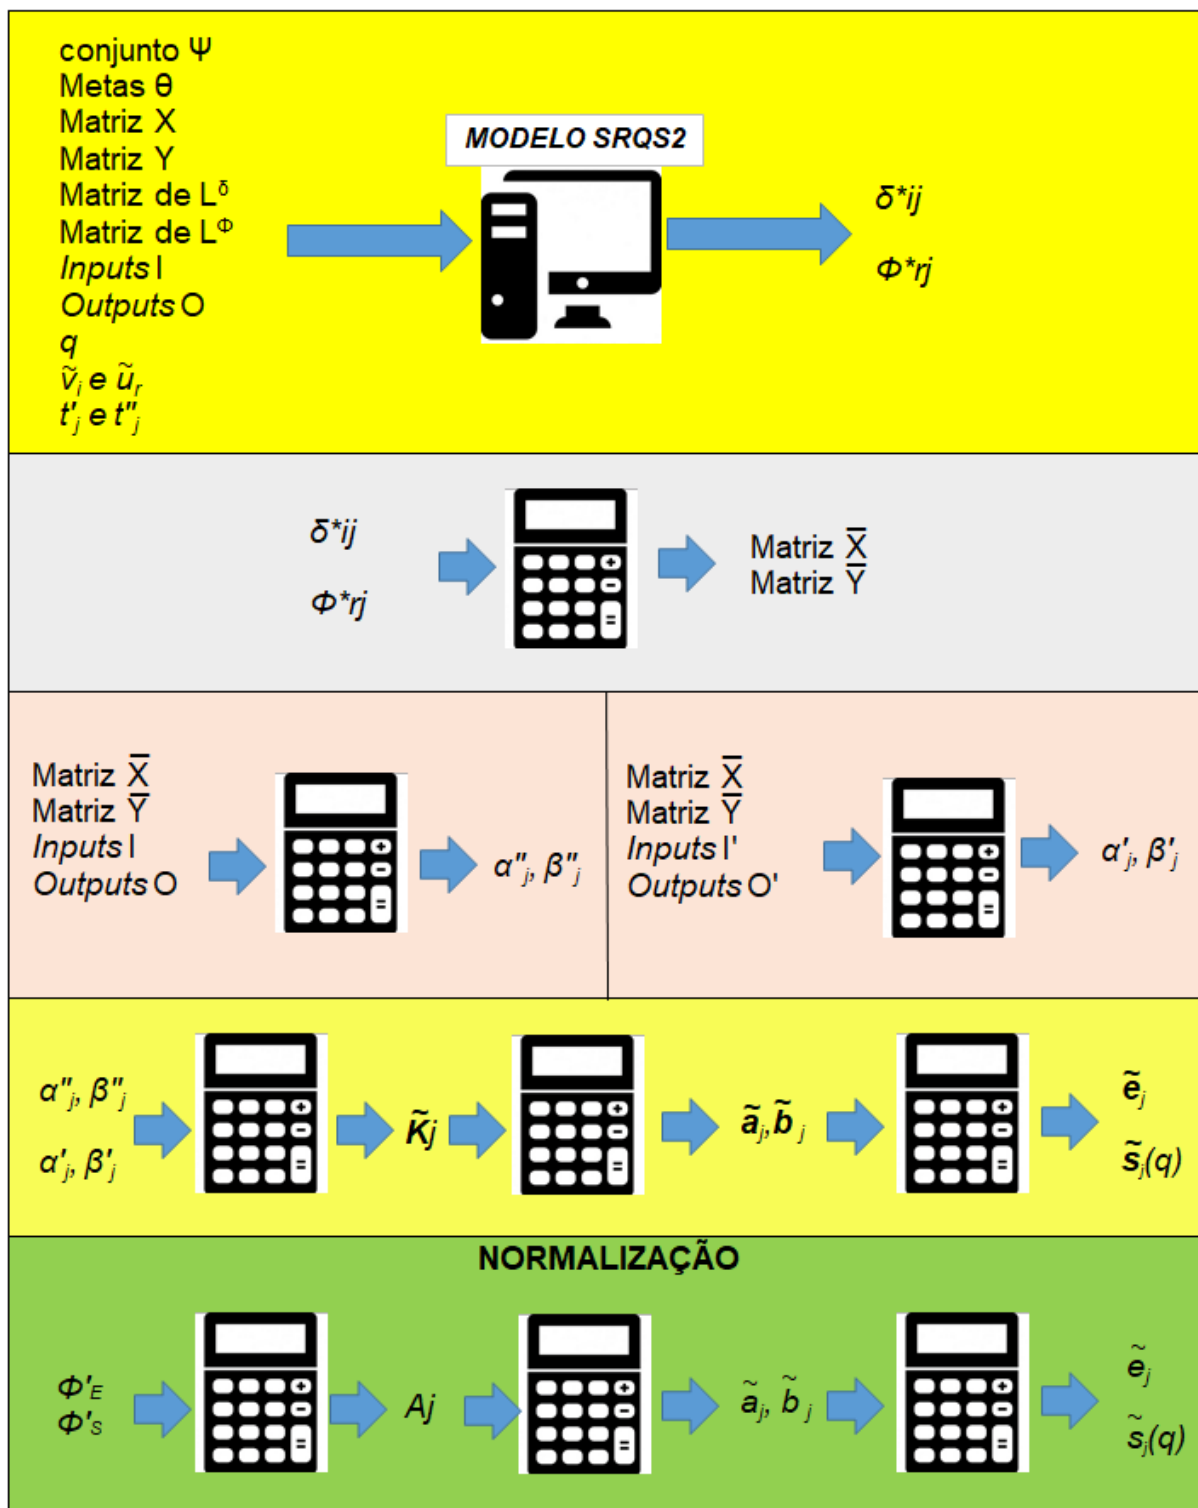 conjunto Ψ
Metas θ
Matriz X
Matriz Y
Matriz de L^δ
Matriz de L^Φ
Inputs I
Outputs O
q
ṽ_i e ũ_r
t'_j e t"_j
MODELO SRQS2
δ*ij
Φ*rj
δ*ij
Φ*rj
Matriz X̅
Matriz Y̅
Matriz X̅
Matriz Y̅
Inputs I
Outputs O
α"_j, β"_j
Matriz X̅
Matriz Y̅
Inputs I'
Outputs O'
α'_j, β'_j
α"_j, β"_j
α'_j, β'_j
K̃j
ã_j, b̃_j
ẽ_j
s̃_j(q)
NORMALIZAÇÃO
Φ'_E
Φ'_S
Aj
ã_j, b̃_j
ẽ_j
s̃_j(q)